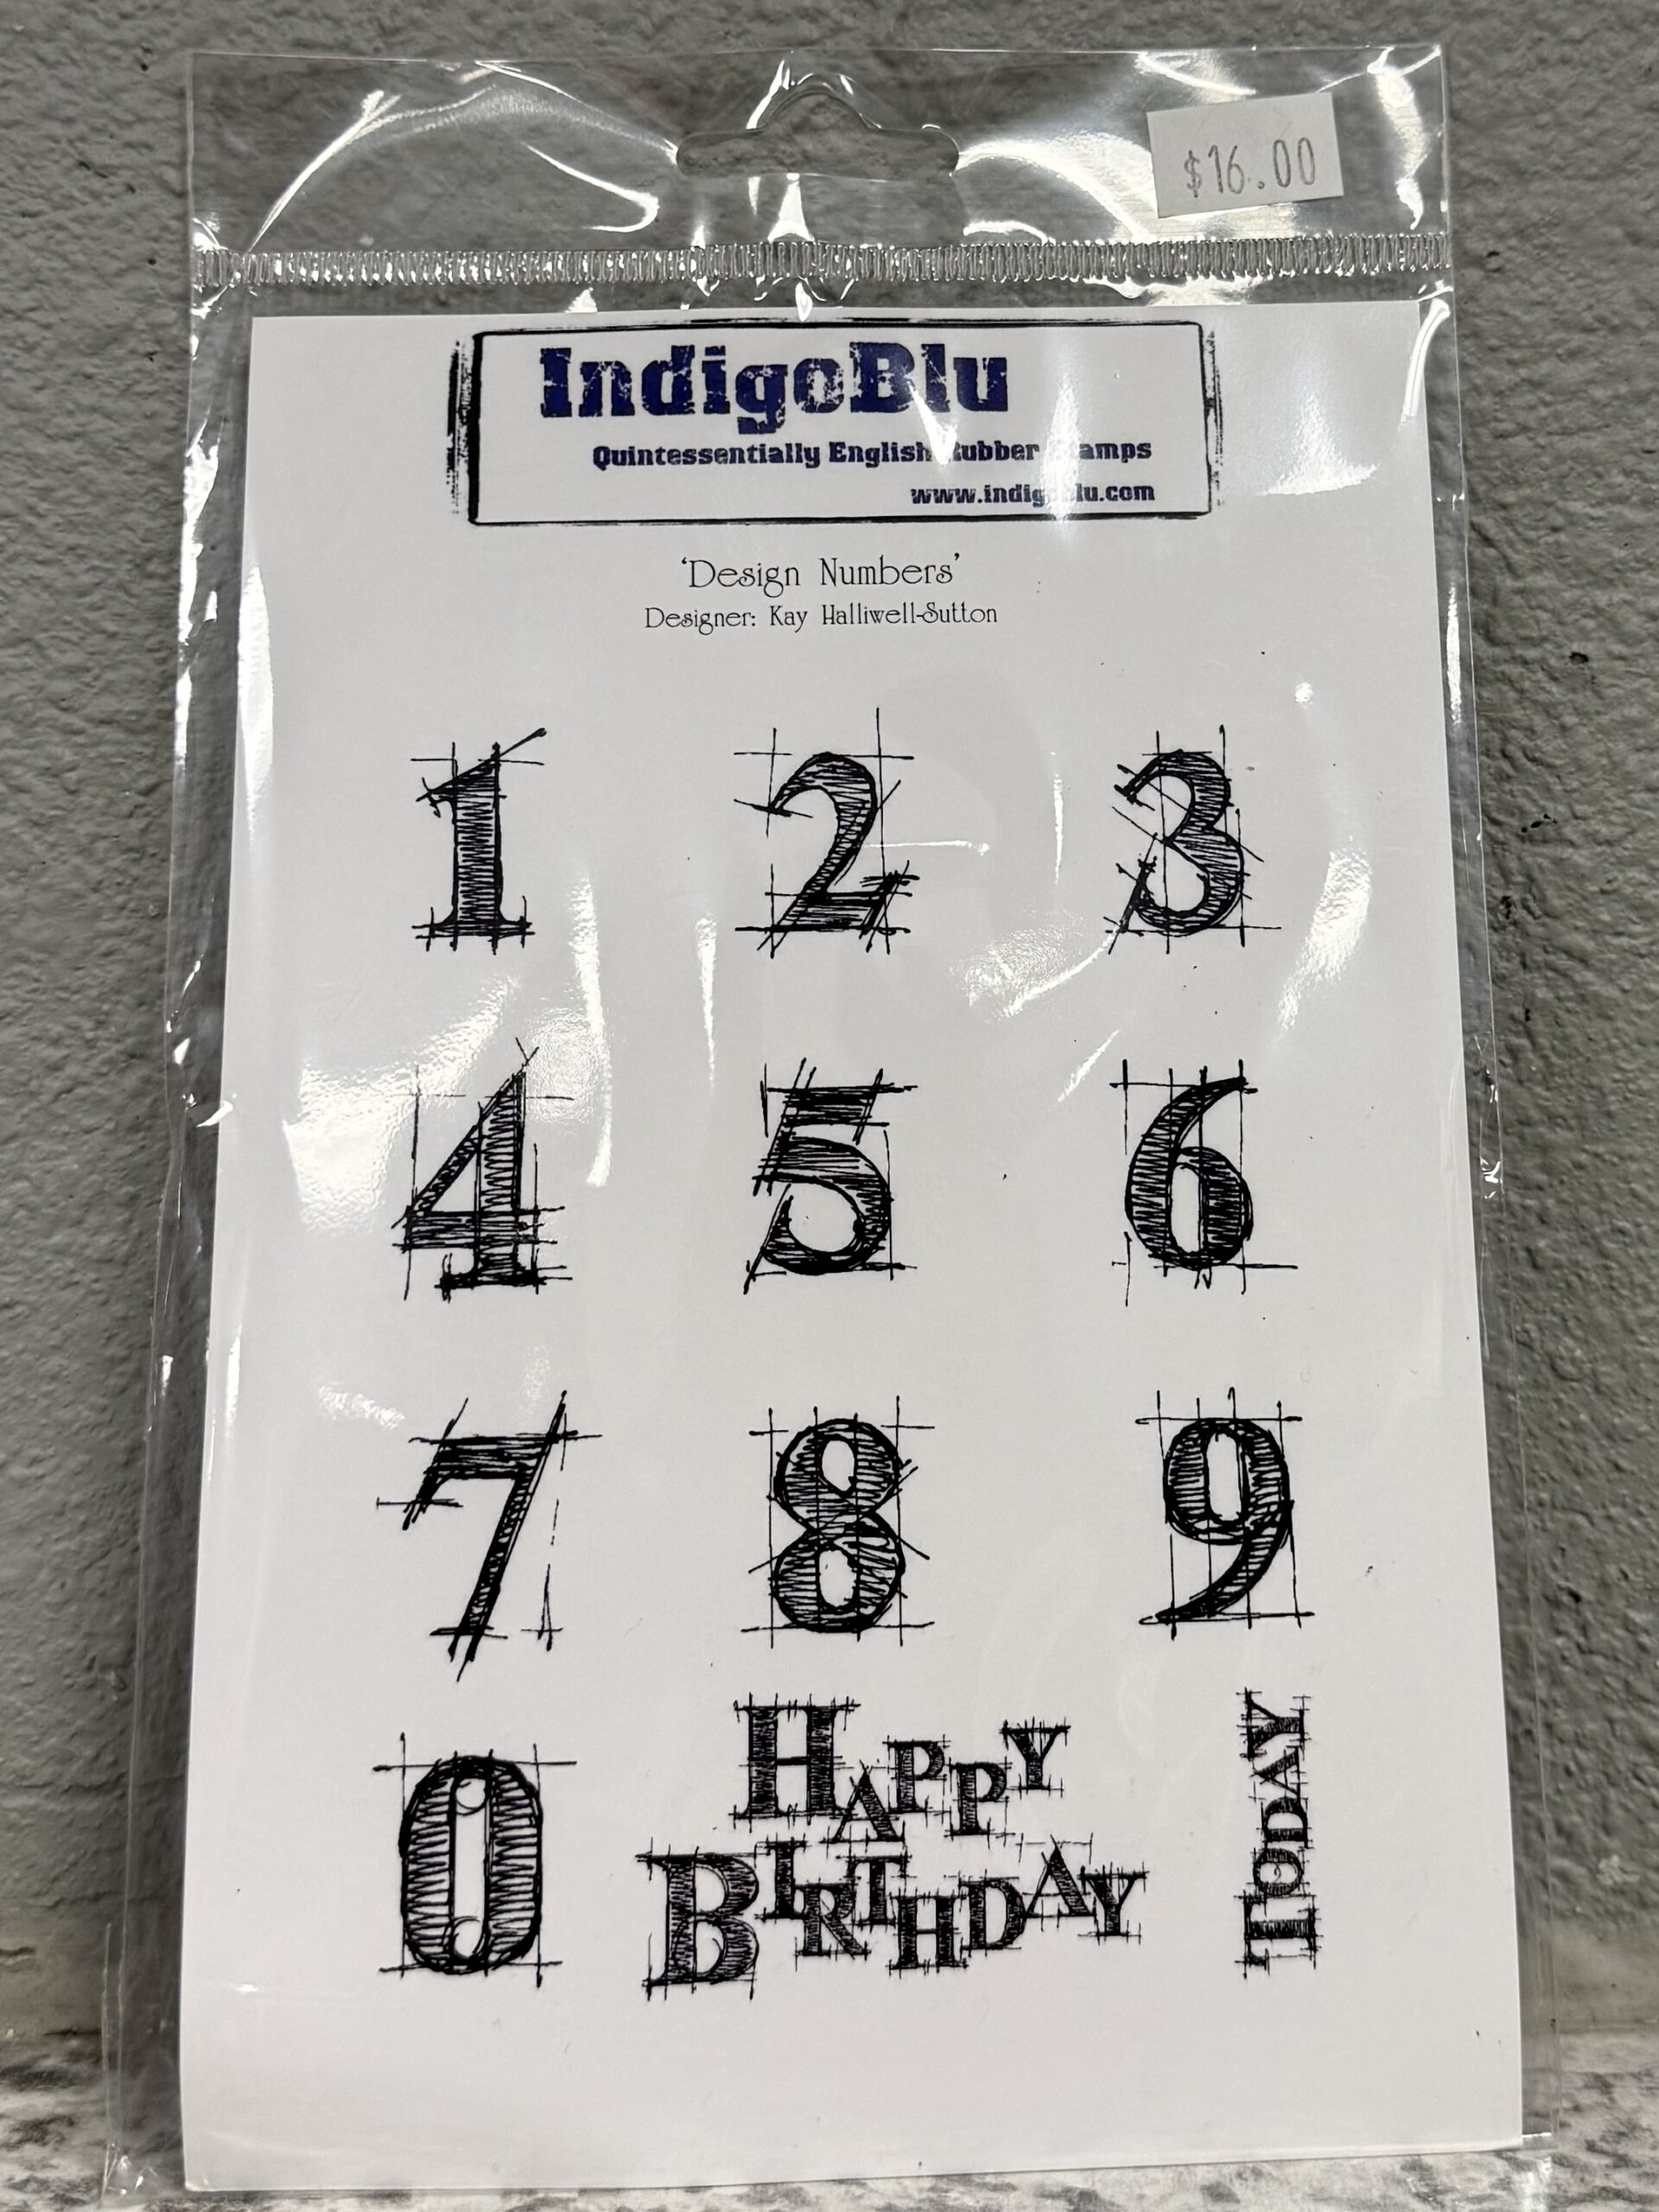 $16.00
IndigoBlu
Quintessentially English Rubber Stamps
www.indigoblu.com
‘Design Numbers’
Designer: Kay Halliwell-Sutton
1 2 3
4 5 6
7 8 9
0
HAPPY
BIRTHDAY
TODAY